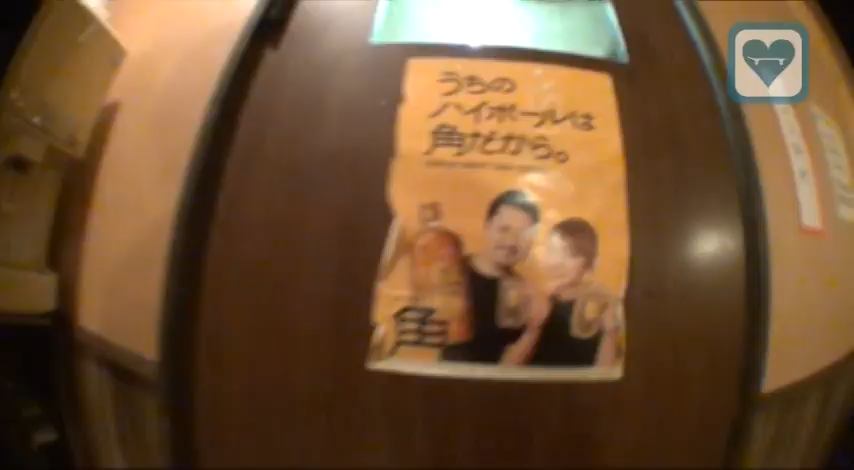 うちの
ハイボールは
角だから。
角